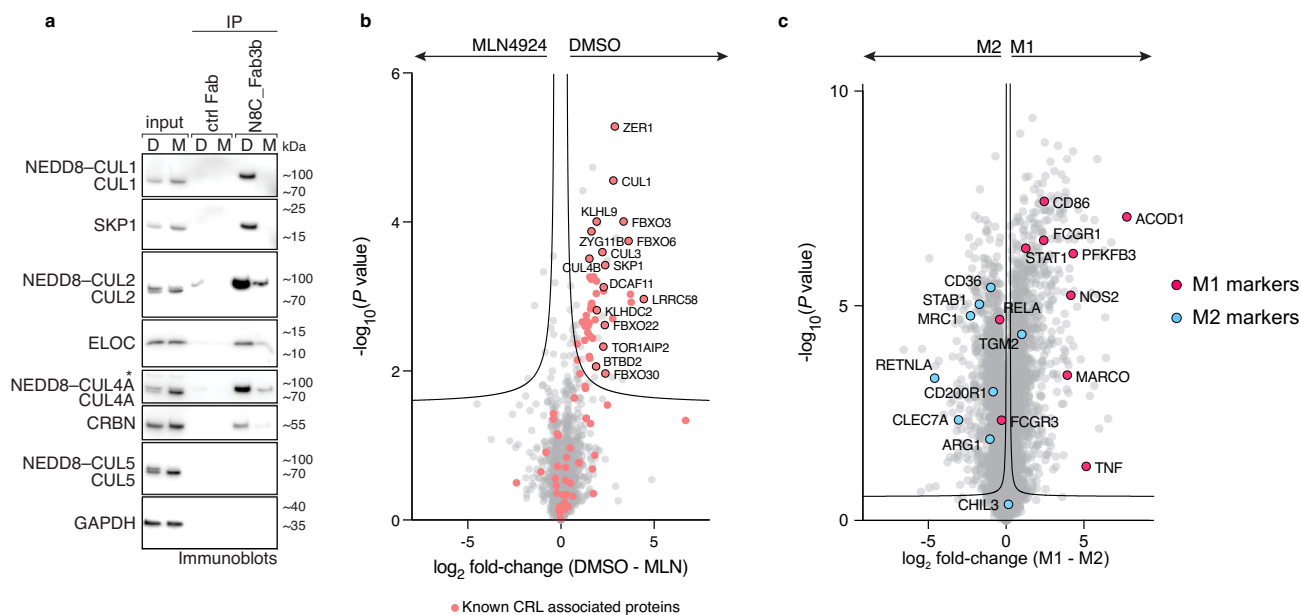 a
IP
input
ctrl Fab
N8C_Fab3b
D M D M D M kDa
NEDD8–CUL1
CUL1
~100
~70
SKP1
~25
~15
NEDD8–CUL2
CUL2
~100
~70
ELOC
~15
~10
*
NEDD8–CUL4A
CUL4A
~100
~70
CRBN
~55
NEDD8–CUL5
CUL5
~100
~70
GAPDH
~40
~35
Immunoblots
b
MLN4924 DMSO
6
4
2
0
-log10(P value)
ZER1
CUL1
KLHL9
FBXO3
ZYG11B
FBXO6
CUL3
CUL4B
SKP1
DCAF11
LRRC58
KLHDC2
FBXO22
TOR1AIP2
BTBD2
FBXO30
-5 0 5
log2 fold-change (DMSO - MLN)
Known CRL associated proteins
c
M2 M1
10
5
0
-log10(P value)
CD86
ACOD1
FCGR1
STAT1
PFKFB3
CD36
STAB1
NOS2
MRC1
RELA
TGM2
RETNLA
MARCO
CD200R1
CLEC7A
FCGR3
ARG1
TNF
CHIL3
-5 0 5
log2 fold-change (M1 - M2)
M1 markers
M2 markers